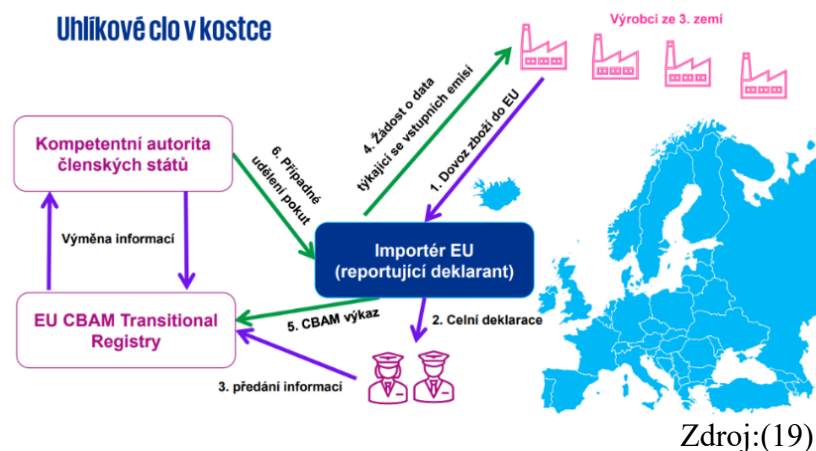 Uhlíkové clo v kostce
Výrobci ze 3. zemí
Kompetentní autorita
členských států
6. Případné
udělení pokut
4. Žádost o data
týkající se vstupních emisí
1. Dovoz zboží do EU
Výměna informací
Importér EU
(reportující deklarant)
EU CBAM Transitional
Registry
5. CBAM výkaz
2. Celní deklarace
3. předání informací
Zdroj:(19)